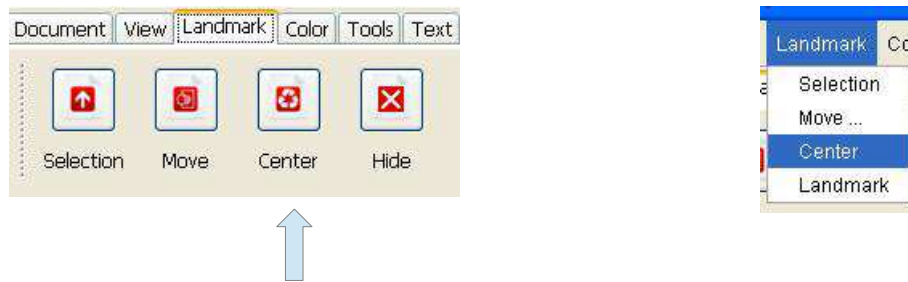 Document View Landmark Color Tools Text
Selection Move Center Hide
Landmark
Selection
Move ...
Center
Landmark